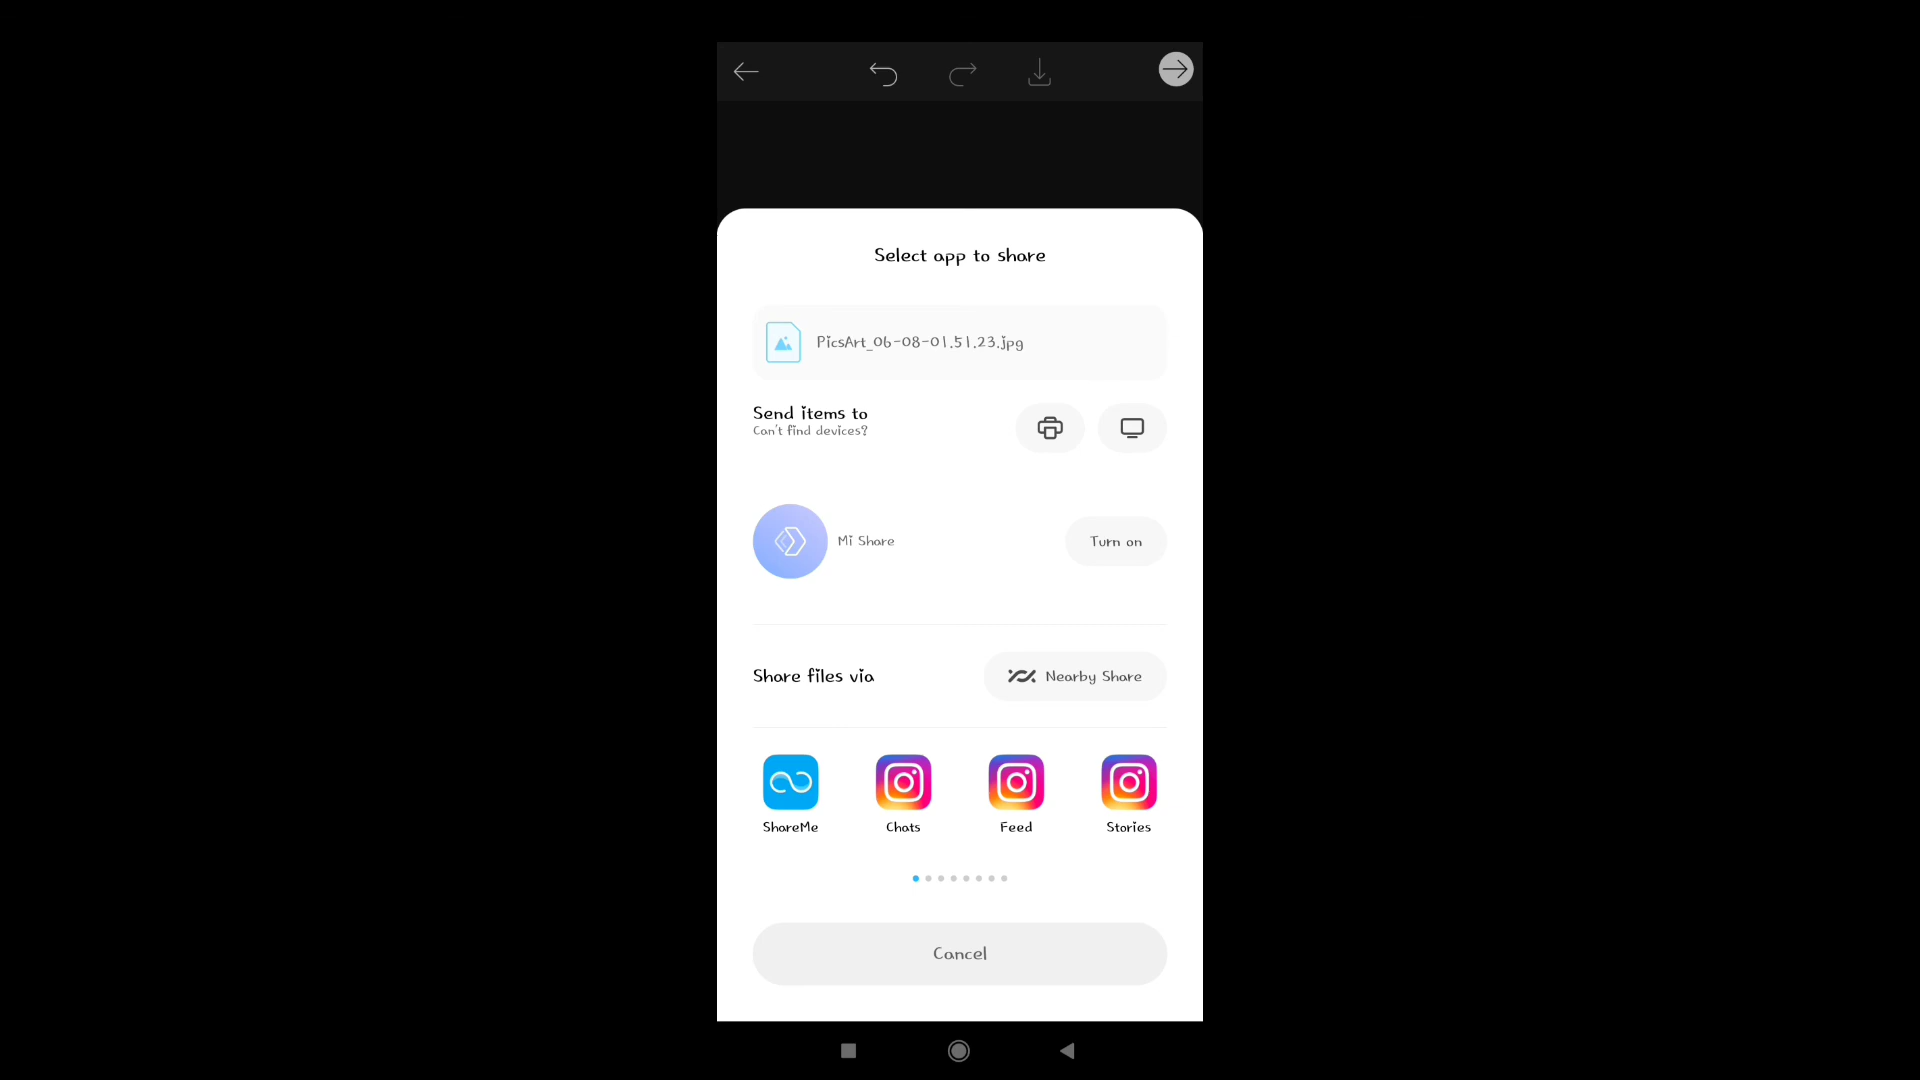 Select app to share
PicsArt_06-08-01.51.23.jpg
Send items to
Can't find devices?
Mi Share
Turn on
Share files via
Nearby Share
ShareMe
Chats
Feed
Stories
Cancel